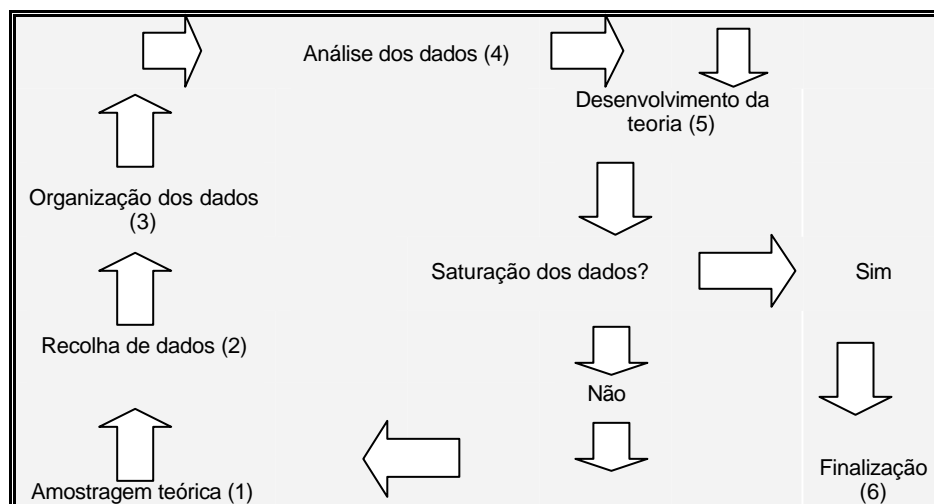 Análise dos dados (4)
Desenvolvimento da
teoria (5)
Organização dos dados
(3)
Saturação dos dados?
Sim
Recolha de dados (2)
Não
Amostragem teórica (1)
Finalização
(6)